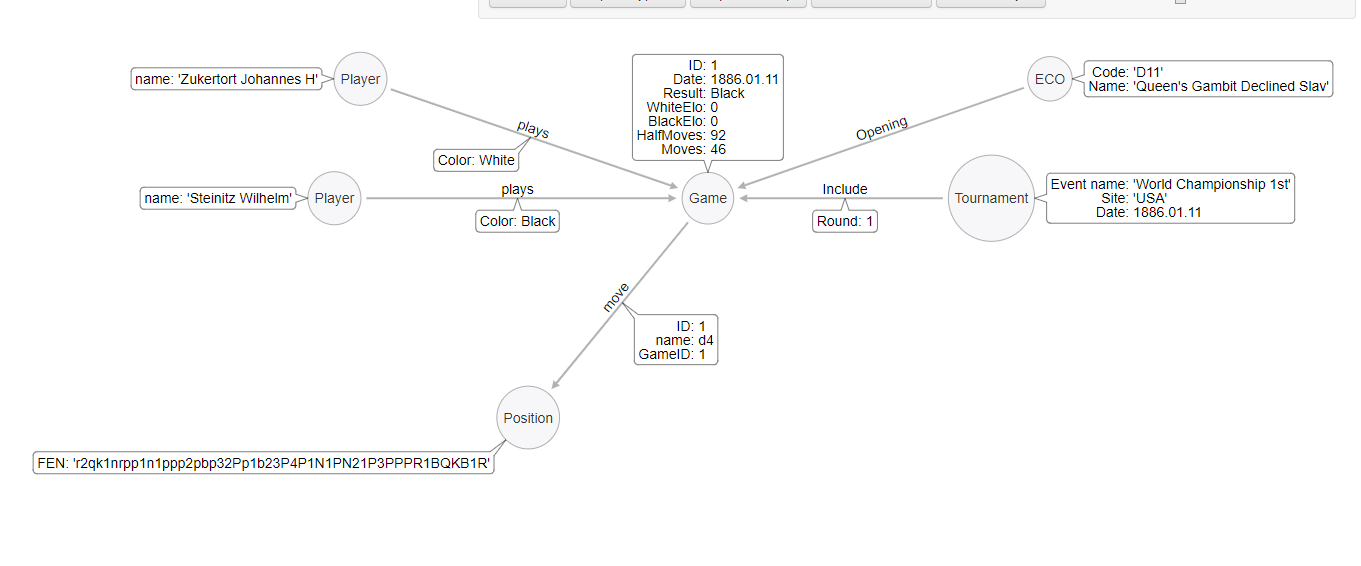 name: 'Zukertort Johannes H'
Player
ID: 1
Date: 1886.01.11
Result: Black
WhiteElo: 0
BlackElo: 0
HalfMoves: 92
Moves: 46
ECO
Code: 'D11'
Name: 'Queen's Gambit Declined Slav'
plays
Color: White
Opening
name: 'Steinitz Wilhelm'
Player
plays
Color: Black
Game
Include
Round: 1
Tournament
Event name: 'World Championship 1st'
Site: 'USA'
Date: 1886.01.11
move
ID: 1
name: d4
GameID: 1
Position
FEN: 'r2qk1nrpp1n1ppp2pbp32Pp1b23P4P1N1PN21P3PPPR1BQKB1R'